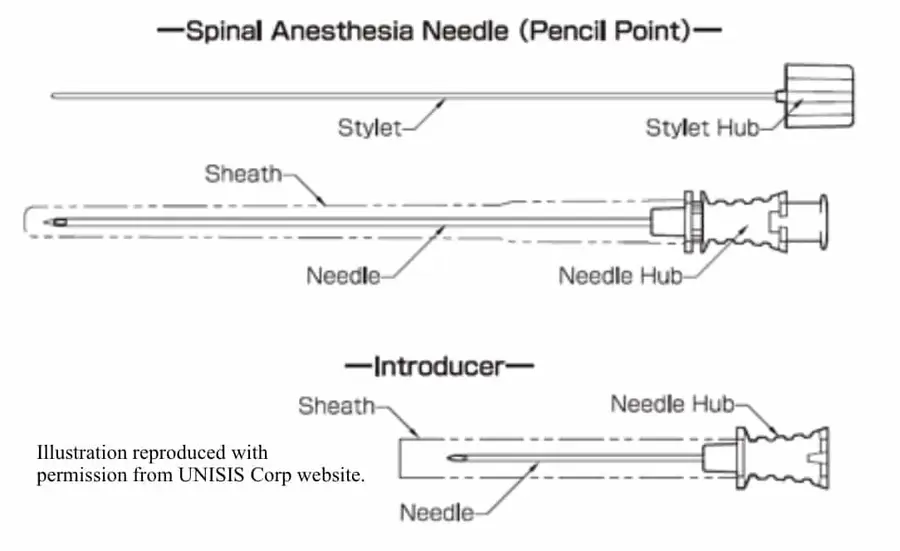 —Spinal Anesthesia Needle (Pencil Point)—
Stylet
Stylet Hub
Sheath
Needle
Needle Hub
—Introducer—
Sheath
Needle Hub
Illustration reproduced with
permission from UNISIS Corp website.
Needle